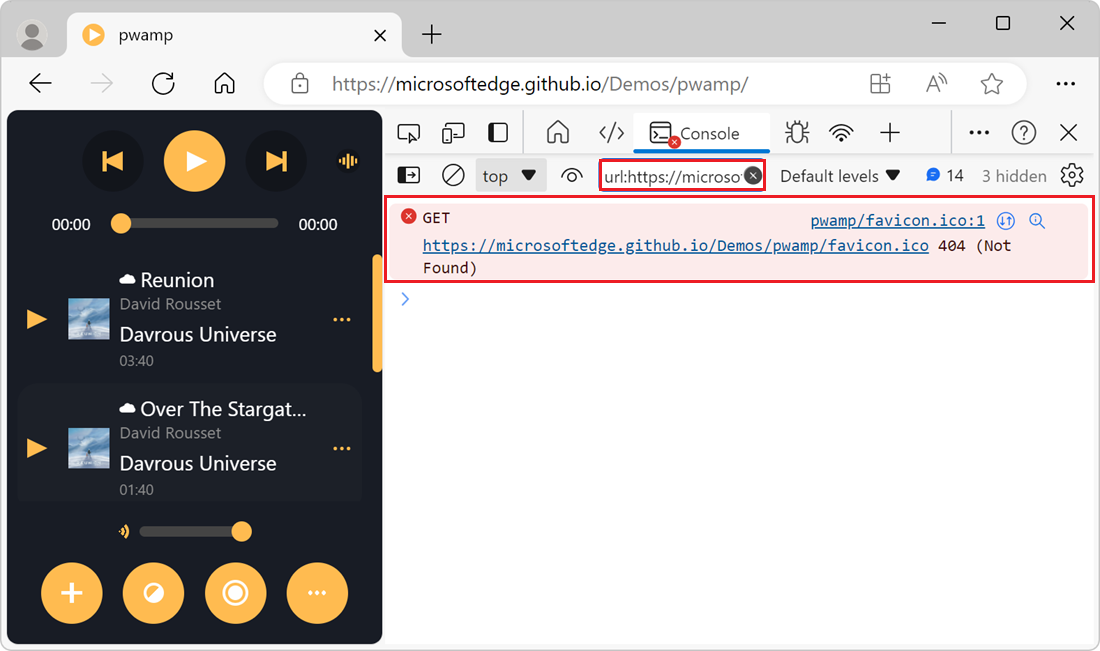 pwamp
https://microsoftedge.github.io/Demos/pwamp/
Console
top
url:https://microso
Default levels
14
3 hidden
GET
pwamp/favicon.ico:1
https://microsoftedge.github.io/Demos/pwamp/favicon.ico 404 (Not
Found)
00:00
00:00
Reunion
David Rousset
Davrous Universe
03:40
Over The Stargat...
David Rousset
Davrous Universe
01:40